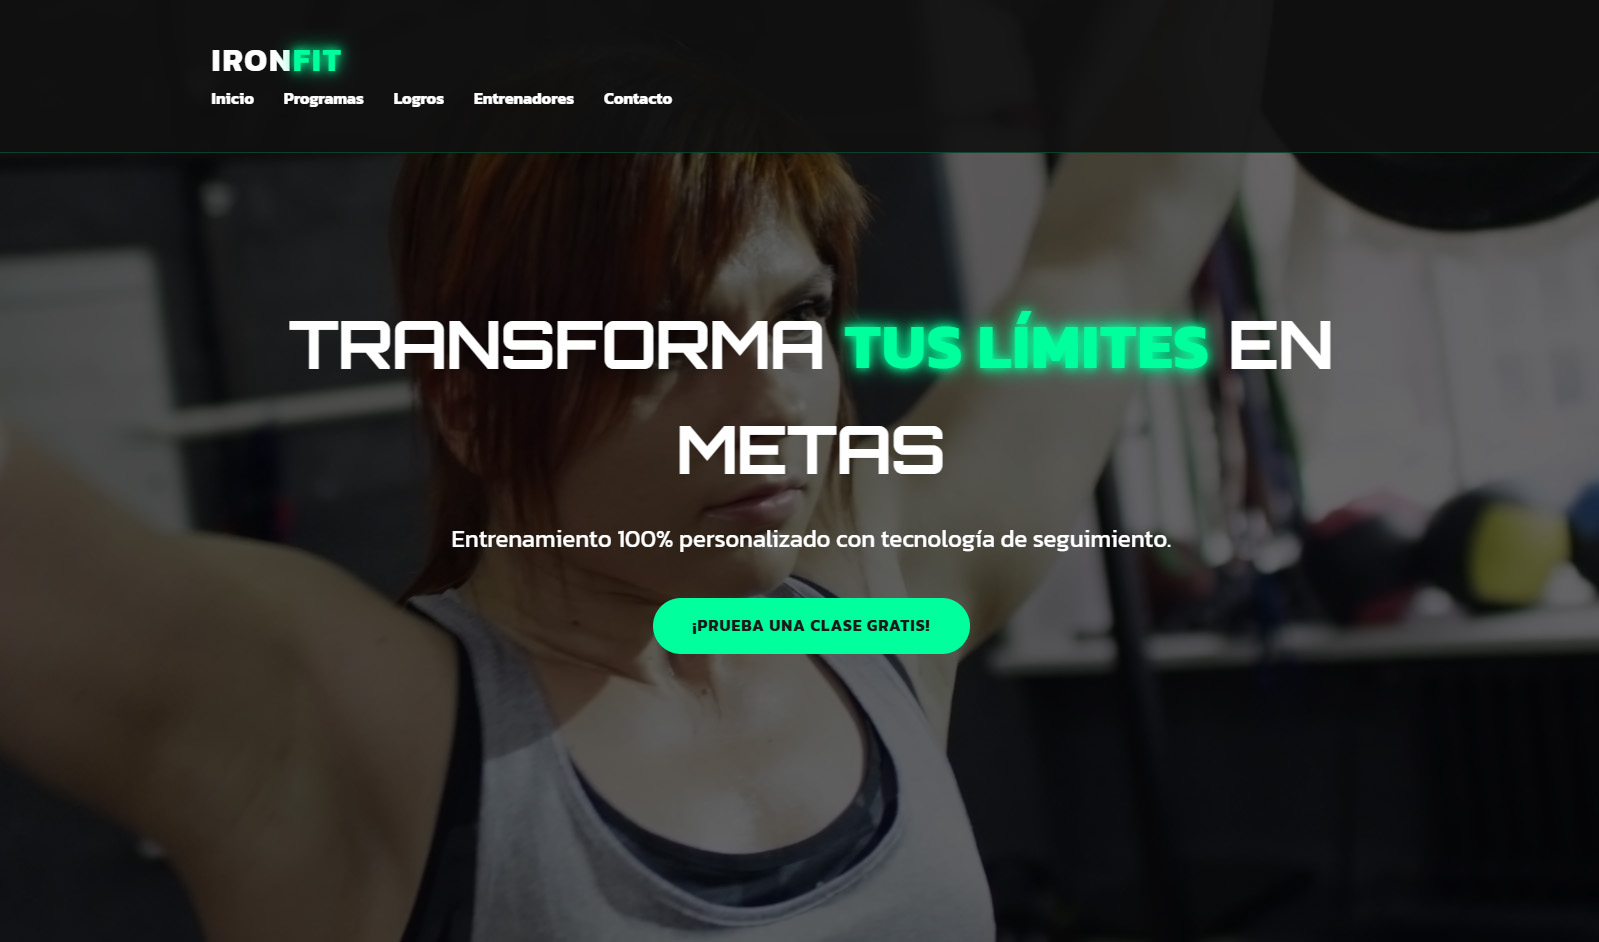 IRONFIT
Inicio Programas Logros Entrenadores Contacto
TRANSFORMA TUS LÍMITES EN
METAS
Entrenamiento 100% personalizado con tecnología de seguimiento.
¡PRUEBA UNA CLASE GRATIS!